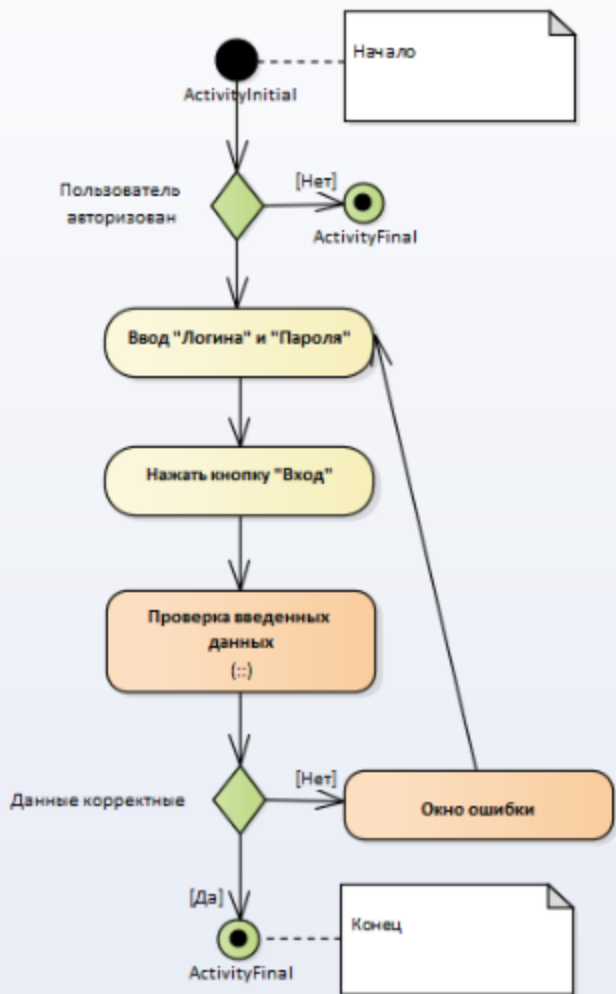 Начало
ActivityInitial
[Нет]
Пользователь
авторизован
ActivityFinal
Ввод "Логина" и "Пароля"
Нажать кнопку "Вход"
Проверка введенных
данных
(::)
[Нет]
Данные корректные
Окно ошибки
[Да]
Конец
ActivityFinal